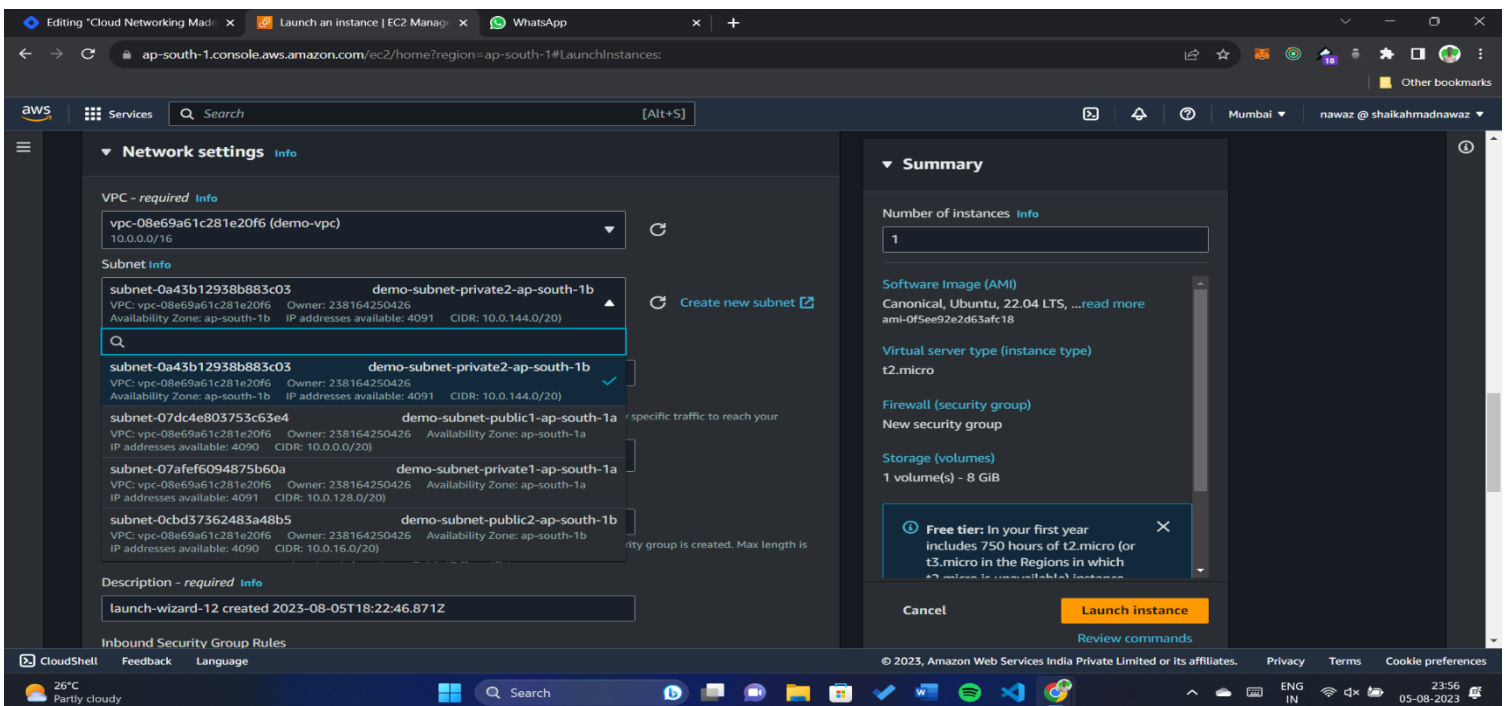 Editing "Cloud Networking Made
Launch an instance | EC2 Manag
WhatsApp
ap-south-1.console.aws.amazon.com/ec2/home?region=ap-south-1#LaunchInstances:
18
Other bookmarks
aws
Services
Search
[Alt+S]
Mumbai
nawaz @ shaikahmadnawaz
Network settings Info
VPC - required Info
vpc-08e69a61c281e20f6 (demo-vpc)
10.0.0.0/16
Subnet Info
subnet-0a43b12938b883c03 demo-subnet-private2-ap-south-1b
VPC: vpc-08e69a61c281e20f6 Owner: 238164250426
Availability Zone: ap-south-1b IP addresses available: 4091 CIDR: 10.0.144.0/20)
Create new subnet
subnet-0a43b12938b883c03 demo-subnet-private2-ap-south-1b
VPC: vpc-08e69a61c281e20f6 Owner: 238164250426
Availability Zone: ap-south-1b IP addresses available: 4091 CIDR: 10.0.144.0/20)
subnet-07dc4e803753c63e4 demo-subnet-public1-ap-south-1a
VPC: vpc-08e69a61c281e20f6 Owner: 238164250426 Availability Zone: ap-south-1a
IP addresses available: 4090 CIDR: 10.0.0.0/20)
specific traffic to reach your
subnet-07afef6094875b60a demo-subnet-private1-ap-south-1a
VPC: vpc-08e69a61c281e20f6 Owner: 238164250426 Availability Zone: ap-south-1a
IP addresses available: 4091 CIDR: 10.0.128.0/20)
subnet-0cbd37362483a48b5 demo-subnet-public2-ap-south-1b
VPC: vpc-08e69a61c281e20f6 Owner: 238164250426 Availability Zone: ap-south-1b
IP addresses available: 4090 CIDR: 10.0.16.0/20)
rity group is created. Max length is
Description - required Info
launch-wizard-12 created 2023-08-05T18:22:46.871Z
Inbound Security Group Rules
Summary
Number of instances Info
1
Software Image (AMI)
Canonical, Ubuntu, 22.04 LTS, ...read more
ami-0f5ee92e2d63afc18
Virtual server type (instance type)
t2.micro
Firewall (security group)
New security group
Storage (volumes)
1 volume(s) - 8 GiB
Free tier: In your first year
includes 750 hours of t2.micro (or
t3.micro in the Regions in which
t2.micro is unavailable) instance
Cancel
Launch instance
Review commands
CloudShell
Feedback
Language
© 2023, Amazon Web Services India Private Limited or its affiliates.
Privacy
Terms
Cookie preferences
26°C
Partly cloudy
Search
ENG
IN
23:56
05-08-2023